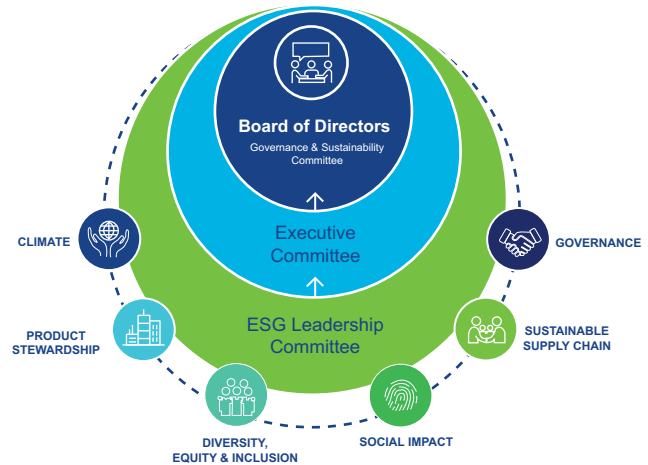 Board of Directors
Governance & Sustainability
Committee
Executive
Committee
CLIMATE
GOVERNANCE
ESG Leadership
Committee
PRODUCT
STEWARDSHIP
SUSTAINABLE
SUPPLY CHAIN
DIVERSITY,
EQUITY & INCLUSION
SOCIAL IMPACT